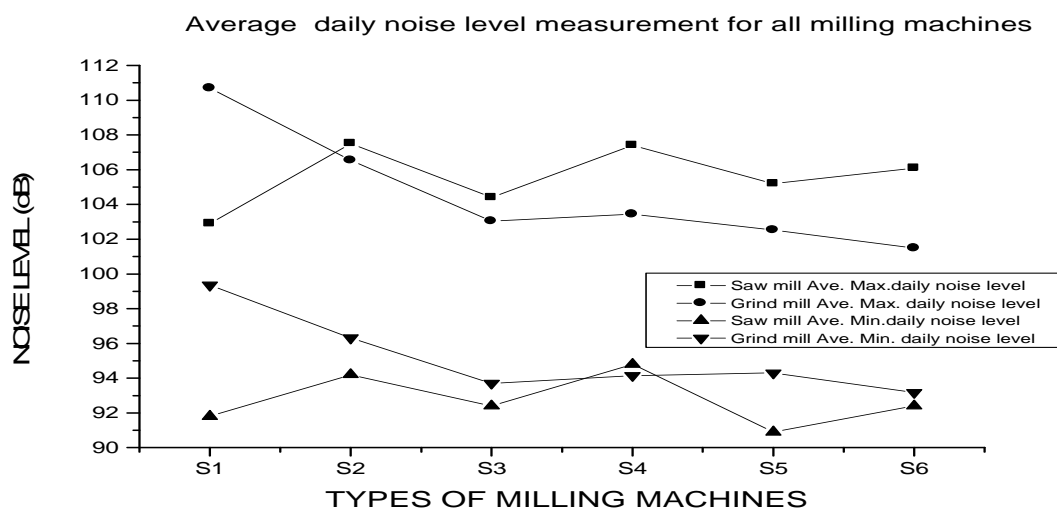 Average daily noise level measurement for all milling machines
112
110
108
106
104
102
100
98
96
94
92
90
NOISE LEVEL (dB)
Saw mill Ave. Max.daily noise level
Grind mill Ave. Max. daily noise level
Saw mill Ave. Min.daily noise level
Grind mill Ave. Min. daily noise level
S1 S2 S3 S4 S5 S6
TYPES OF MILLING MACHINES